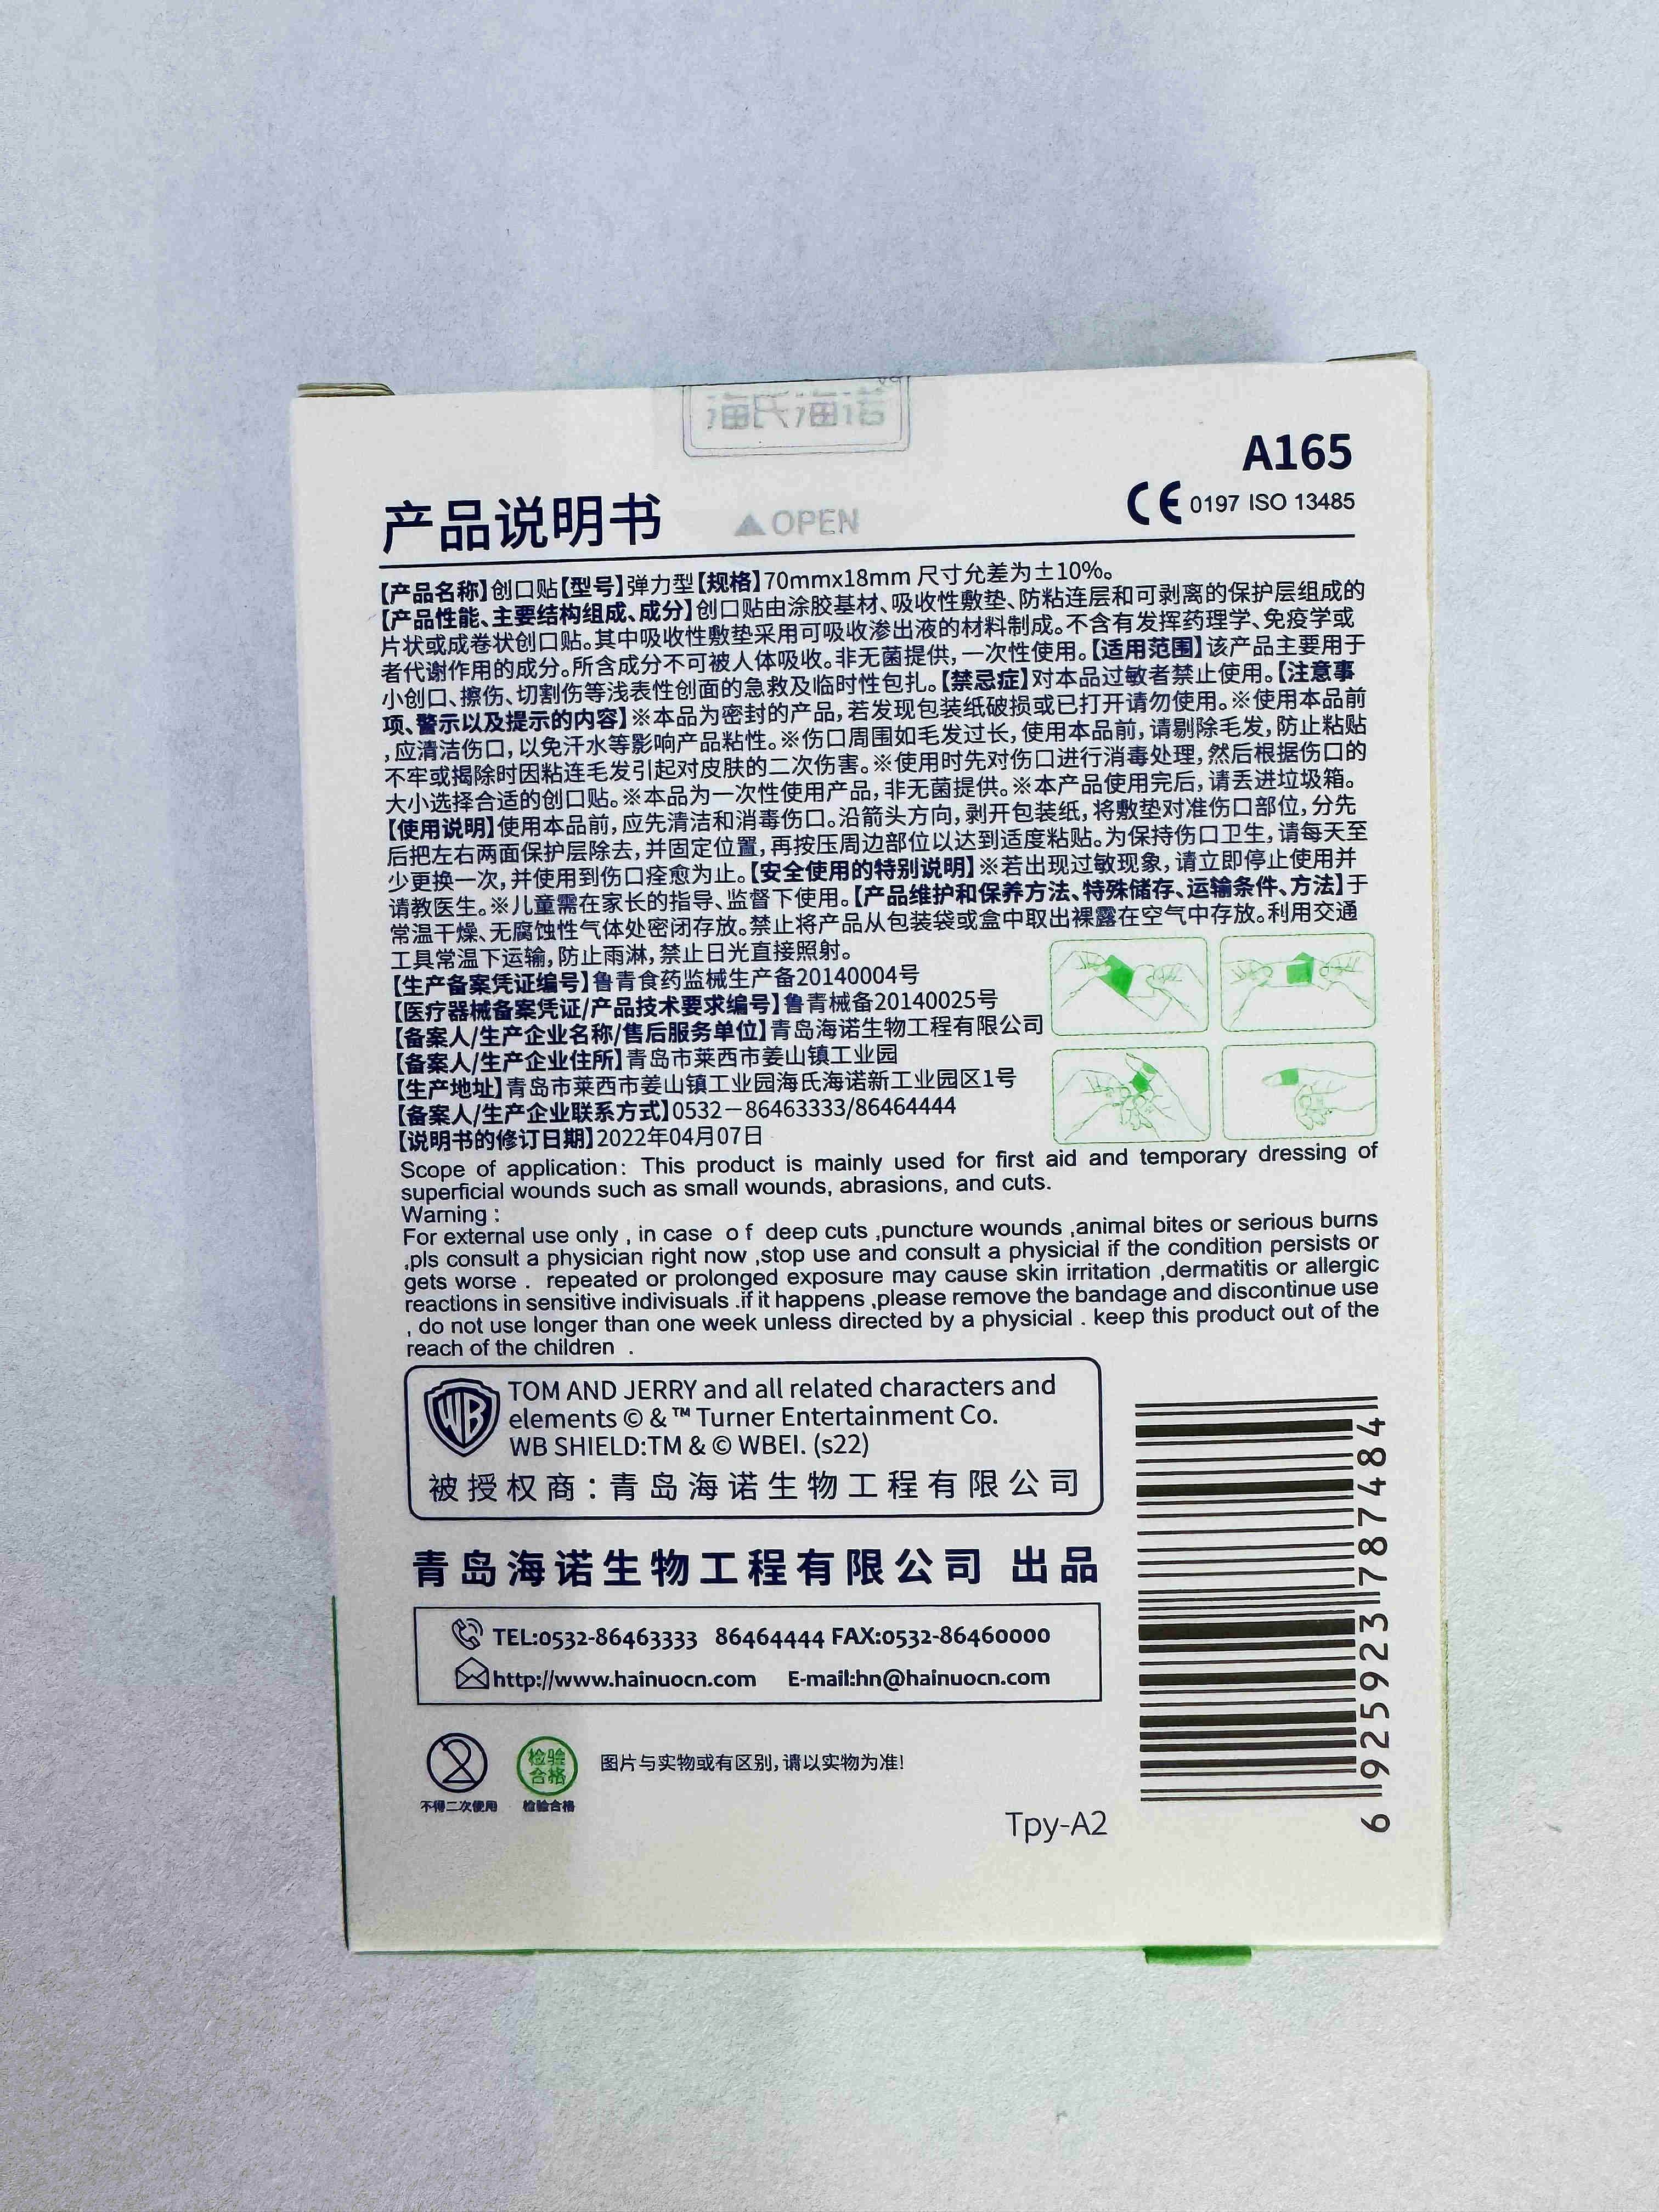 海氏海诺
A165
产品说明书
▲OPEN
CE 0197 ISO 13485
【产品名称】创口贴【型号】弹力型【规格】70mmx18mm 尺寸允差为±10%。
【产品性能、主要结构组成、成分】创口贴由涂胶基材、吸收性敷垫、防粘连层和可剥离的保护层组成的
片状或成卷状创口贴。其中吸收性敷垫采用可吸收渗出液的材料制成。不含有发挥药理学、免疫学或
者代谢作用的成分。所含成分不可被人体吸收。非无菌提供,一次性使用。【适用范围】该产品主要用于
小创口、擦伤、切割伤等浅表性创面的急救及临时性包扎。【禁忌症】对本品过敏者禁止使用。【注意事
项、警示以及提示的内容】※本品为密封的产品,若发现包装纸破损或已打开请勿使用。※使用本品前
,应清洁伤口,以免汗水等影响产品粘性。※伤口周围如毛发过长,使用本品前,请剔除毛发,防止粘贴
不牢或揭除时因粘连毛发引起对皮肤的二次伤害。※使用时先对伤口进行消毒处理,然后根据伤口的
大小选择合适的创口贴。※本品为一次性使用产品,非无菌提供。※本产品使用完后,请丢进垃圾箱。
【使用说明】使用本品前,应先清洁和消毒伤口。沿箭头方向,剥开包装纸,将敷垫对准伤口部位,分先
后把左右两面保护层除去,并固定位置,再按压周边部位以达到适度粘贴。为保持伤口卫生,请每天至
少更换一次,并使用到伤口痊愈为止。【安全使用的特别说明】※若出现过敏现象,请立即停止使用并
请教医生。※儿童需在家长的指导、监督下使用。【产品维护和保养方法、特殊储存、运输条件、方法】于
常温干燥、无腐蚀性气体处密闭存放。禁止将产品从包装袋或盒中取出裸露在空气中存放。利用交通
工具常温下运输,防止雨淋,禁止日光直接照射。
【生产备案凭证编号】鲁青食药监械生产备20140004号
【医疗器械备案凭证/产品技术要求编号】鲁青械备20140025号
【备案人/生产企业名称/售后服务单位】青岛海诺生物工程有限公司
【备案人/生产企业住所】青岛市莱西市姜山镇工业园
【生产地址】青岛市莱西市姜山镇工业园海氏海诺新工业园区1号
【备案人/生产企业联系方式】0532－86463333/86464444
【说明书的修订日期】2022年04月07日
Scope of application: This product is mainly used for first aid and temporary dressing of
superficial wounds such as small wounds, abrasions, and cuts.
Warning :
For external use only , in case o f deep cuts ,puncture wounds ,animal bites or serious burns
,pls consult a physician right now ,stop use and consult a physicial if the condition persists or
gets worse . repeated or prolonged exposure may cause skin irritation ,dermatitis or allergic
reactions in sensitive indivisuals .if it happens ,please remove the bandage and discontinue use
, do not use longer than one week unless directed by a physicial . keep this product out of the
reach of the children .
WB
TOM AND JERRY and all related characters and
elements © & ™ Turner Entertainment Co.
WB SHIELD:TM & © WBEI. (s22)
被授权商:青岛海诺生物工程有限公司
青岛海诺生物工程有限公司 出品
TEL:0532-86463333 86464444 FAX:0532-86460000
http://www.hainuocn.com E-mail:hn@hainuocn.com
2
不得二次使用
检验合格
检验合格
图片与实物或有区别,请以实物为准!
Tpy-A2
6 925923 787484